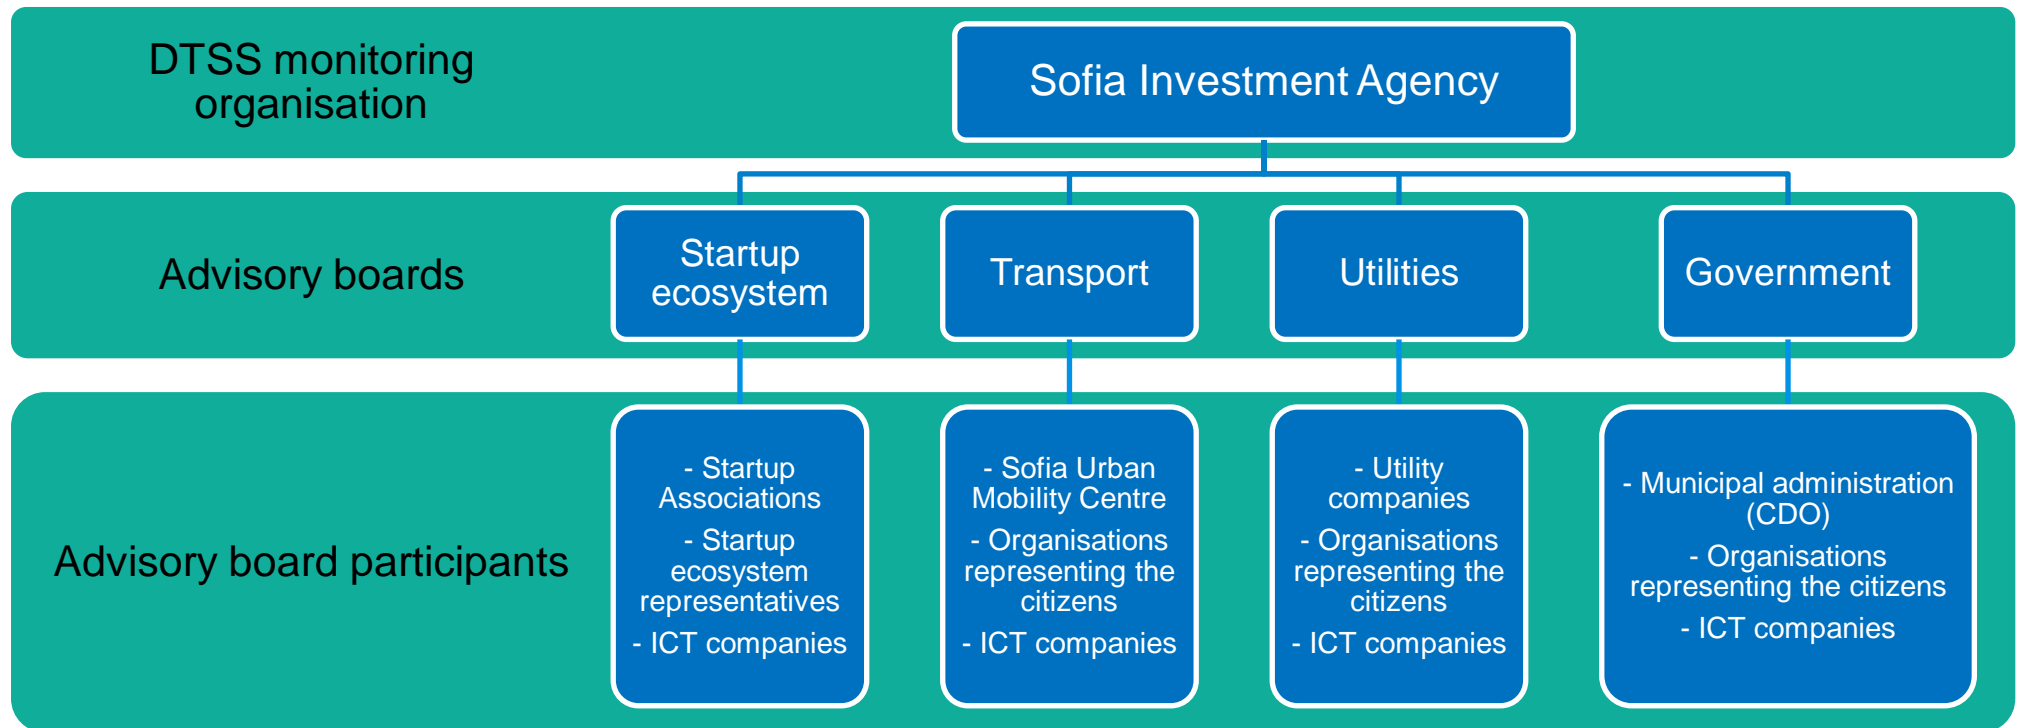 DTSS monitoring
organisation
Sofia Investment Agency
Advisory boards
Startup
ecosystem
Transport
Utilities
Government
Advisory board participants
- Startup
Associations
- Startup
ecosystem
representatives
- ICT companies
- Sofia Urban
Mobility Centre
- Organisations
representing the
citizens
- ICT companies
- Utility
companies
- Organisations
representing the
citizens
- ICT companies
- Municipal administration
(CDO)
- Organisations
representing the citizens
- ICT companies